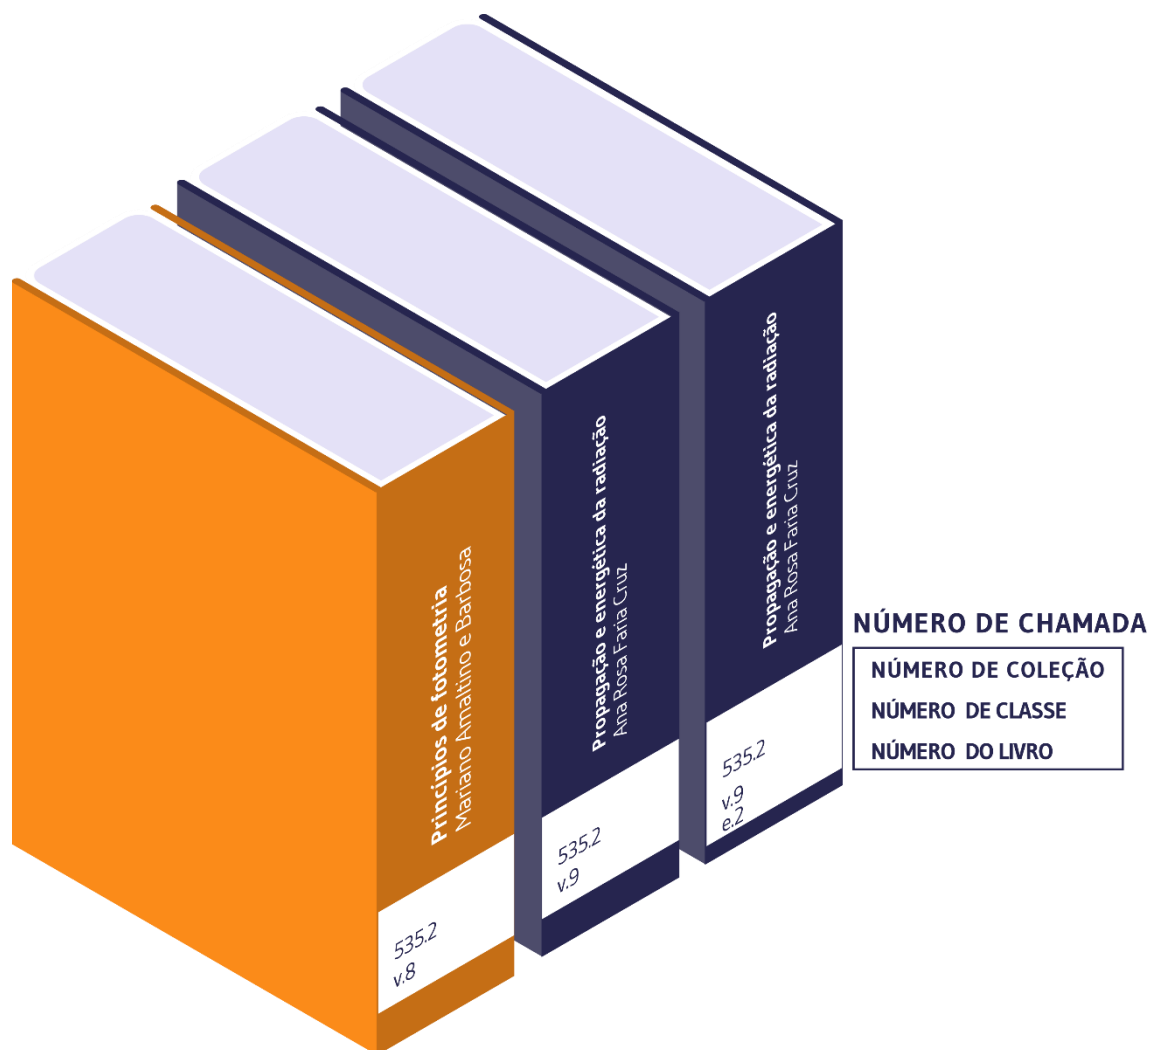 Princípios de fotometria
Mariano Amaltino e Barbosa
535.2
v.8
Propagação e energética da radiação
Ana Rosa Faria Cruz
535.2
v.9
Propagação e energética da radiação
Ana Rosa Faria Cruz
535.2
v.9
e.2
NÚMERO DE CHAMADA
NÚMERO DE COLEÇÃO
NÚMERO DE CLASSE
NÚMERO DO LIVRO